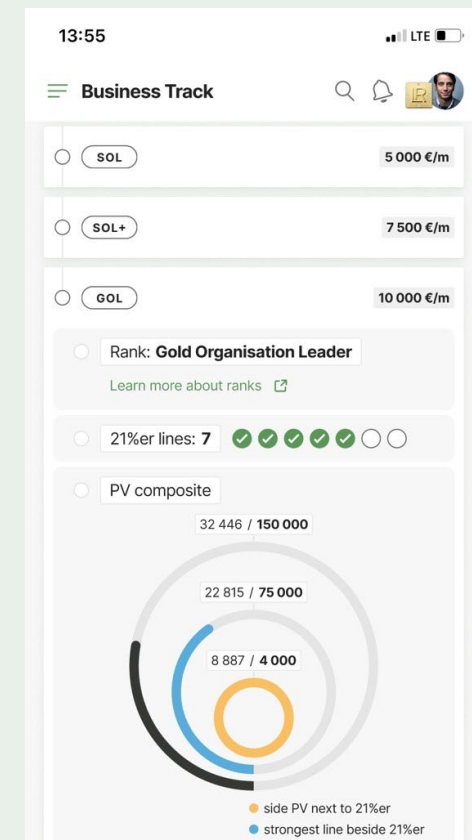 13:55
LTE
Business Track
LR
SOL 5 000 €/m
SOL+ 7 500 €/m
GOL 10 000 €/m
Rank: Gold Organisation Leader
Learn more about ranks
21%er lines: 7
PV composite
32 446 / 150 000
22 815 / 75 000
8 887 / 4 000
side PV next to 21%er
strongest line beside 21%er